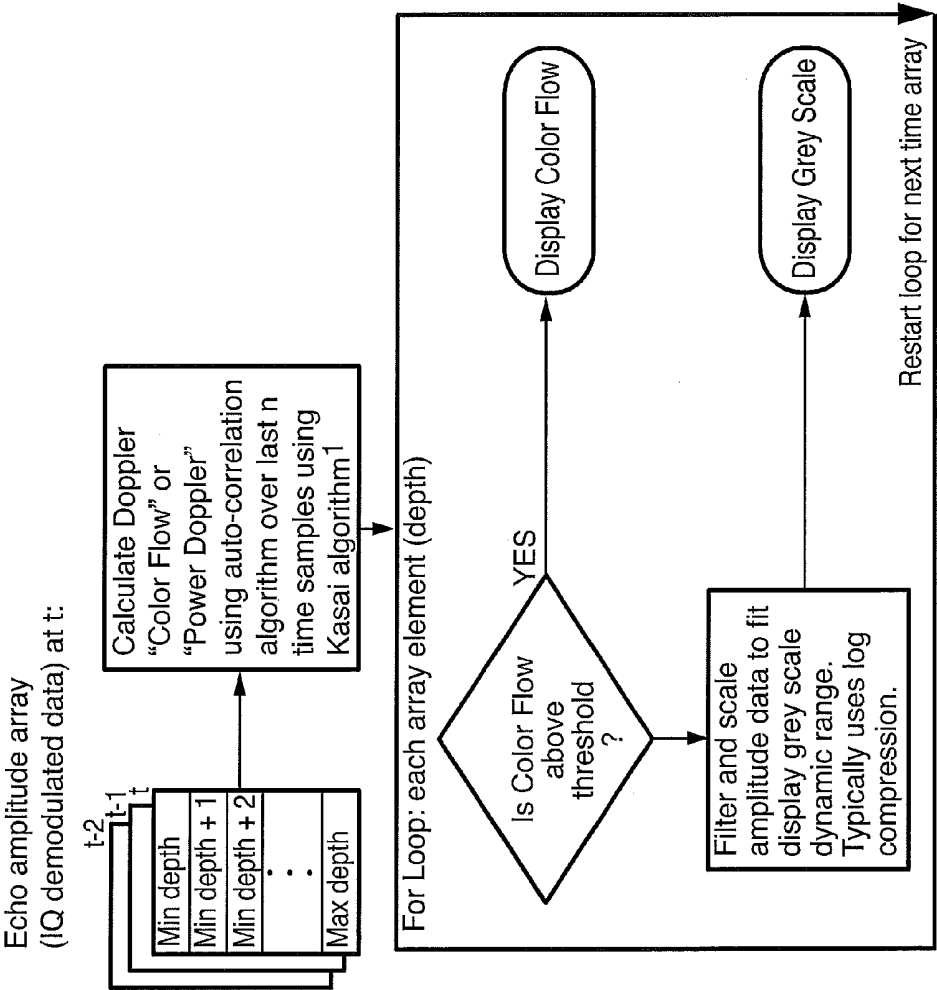 Echo amplitude array
(IQ demodulated data) at t:
t-2
t-1
t
Min depth
Min depth + 1
Min depth + 2
. . .
Max depth
Calculate Doppler
“Color Flow” or
“Power Doppler”
using auto-correlation
algorithm over last n
time samples using
Kasai algorithm1
For Loop: each array element (depth)
Is Color Flow
above
threshold
?
YES
Display Color Flow
Filter and scale
amplitude data to fit
display grey scale
dynamic range.
Typically uses log
compression.
Display Grey Scale
Restart loop for next time array